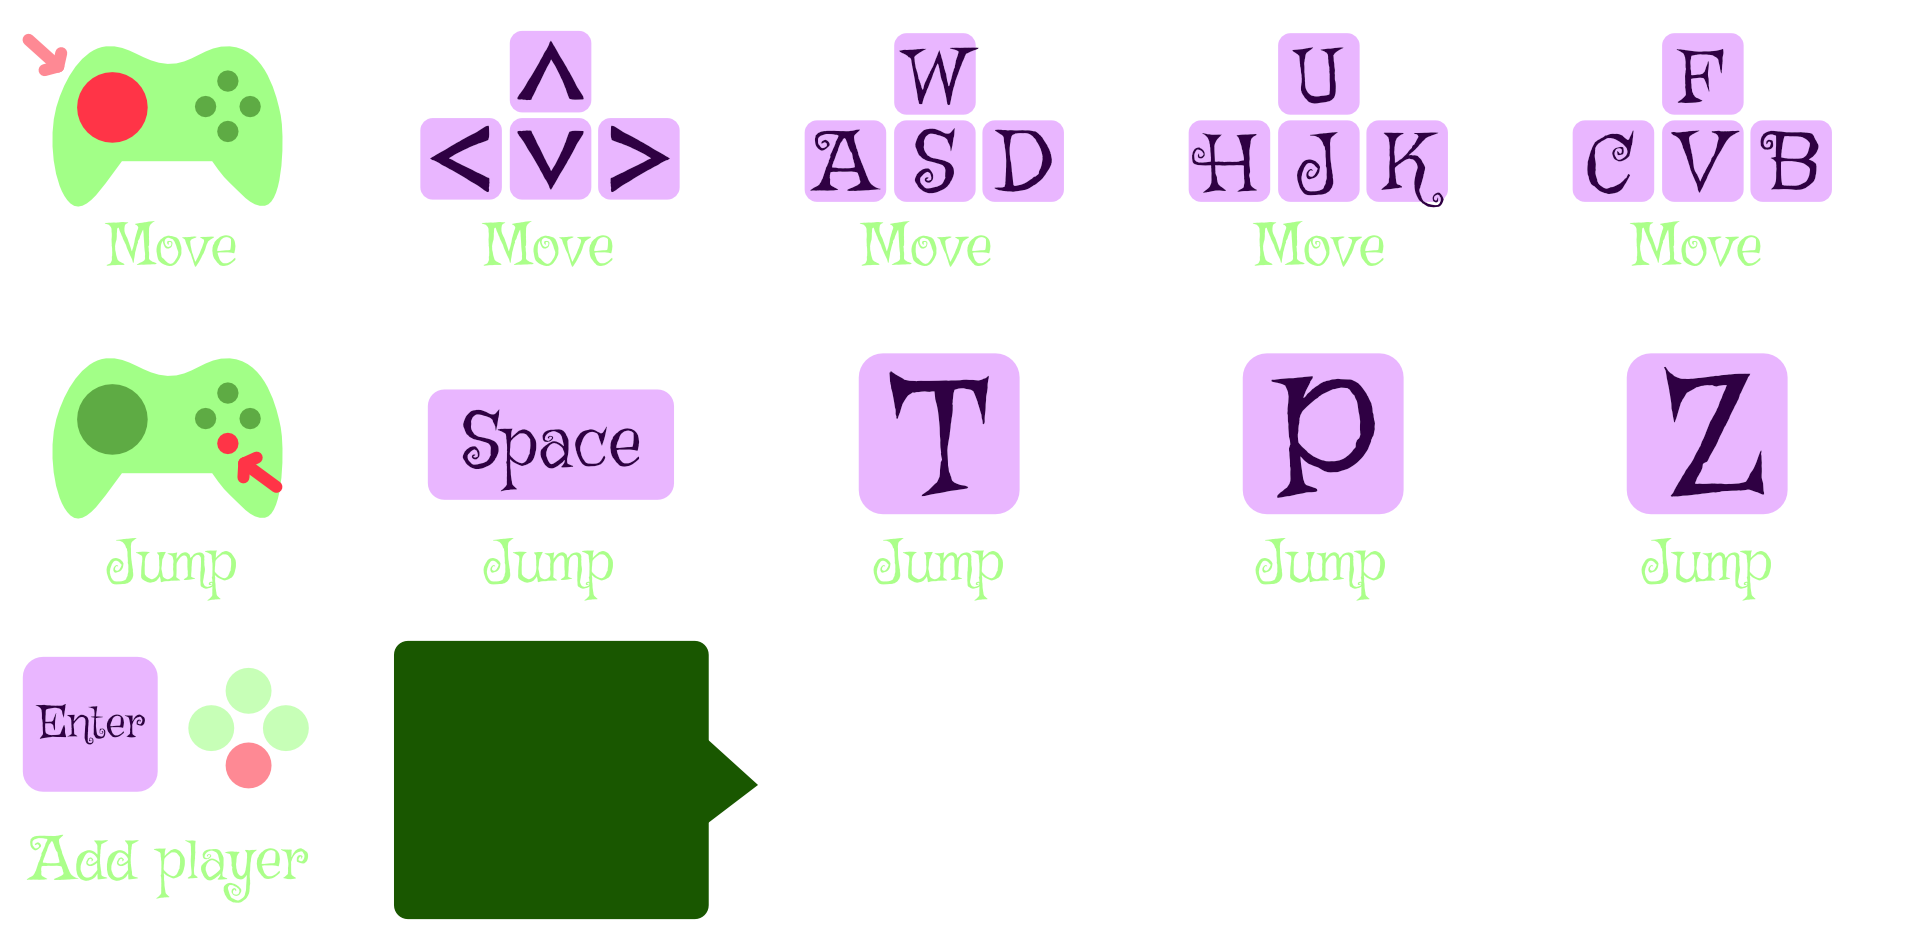 ^ W U F
< v > A S D H J K C V B
Move Move Move Move Move
Space T P Z
Jump Jump Jump Jump Jump
Enter
Add player